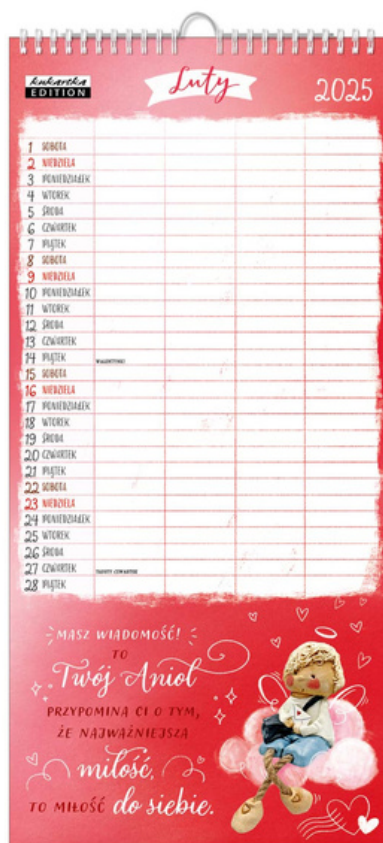 kukartka
EDITION
Luty
2025
1 SOBOTA
2 NIEDZIELA
3 PONIEDZIAŁEK
4 WTOREK
5 ŚRODA
6 CZWARTEK
7 PIĄTEK
8 SOBOTA
9 NIEDZIELA
10 PONIEDZIAŁEK
11 WTOREK
12 ŚRODA
13 CZWARTEK
14 PIĄTEK WALENTYNKI
15 SOBOTA
16 NIEDZIELA
17 PONIEDZIAŁEK
18 WTOREK
19 ŚRODA
20 CZWARTEK
21 PIĄTEK
22 SOBOTA
23 NIEDZIELA
24 PONIEDZIAŁEK
25 WTOREK
26 ŚRODA
27 CZWARTEK TŁUSTY CZWARTEK
28 PIĄTEK
MASZ WIADOMOŚĆ!
TO
Twój Anioł
PRZYPOMINA CI O TYM,
ŻE NAJWAŻNIEJSZA
miłość,
TO MIŁOŚĆ do siebie.